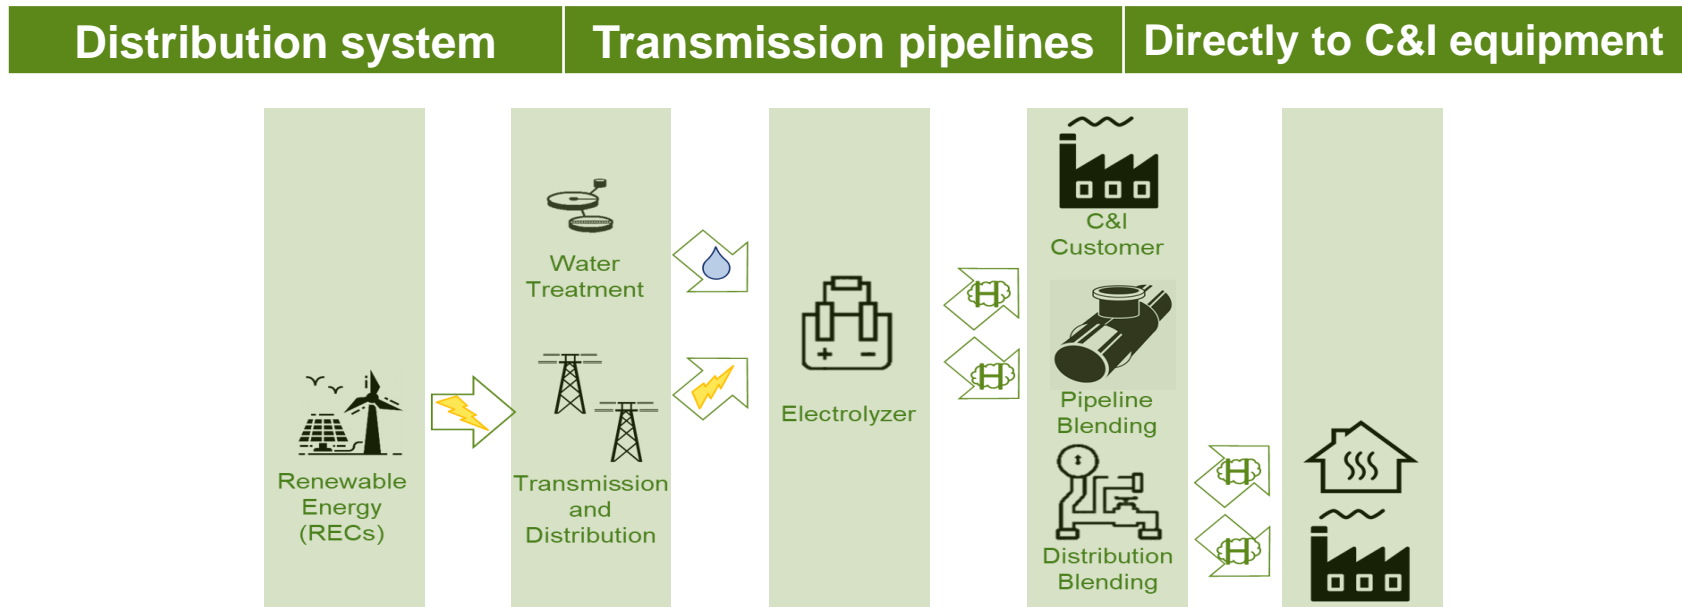 Distribution system
Transmission pipelines
Directly to C&I equipment
Renewable
Energy
(RECs)
Water
Treatment
Transmission
and
Distribution
+ −
Electrolyzer
H
H
C&I
Customer
Pipeline
Blending
Distribution
Blending
H
H